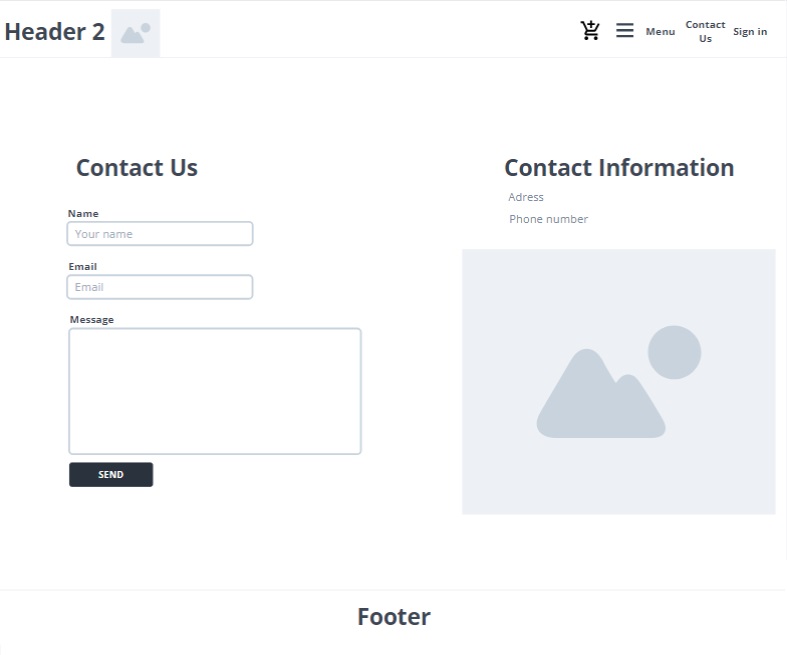 Header 2
Menu
Contact
Us
Sign in
Contact Us
Name
Your name
Email
Email
Message
SEND
Contact Information
Adress
Phone number
Footer